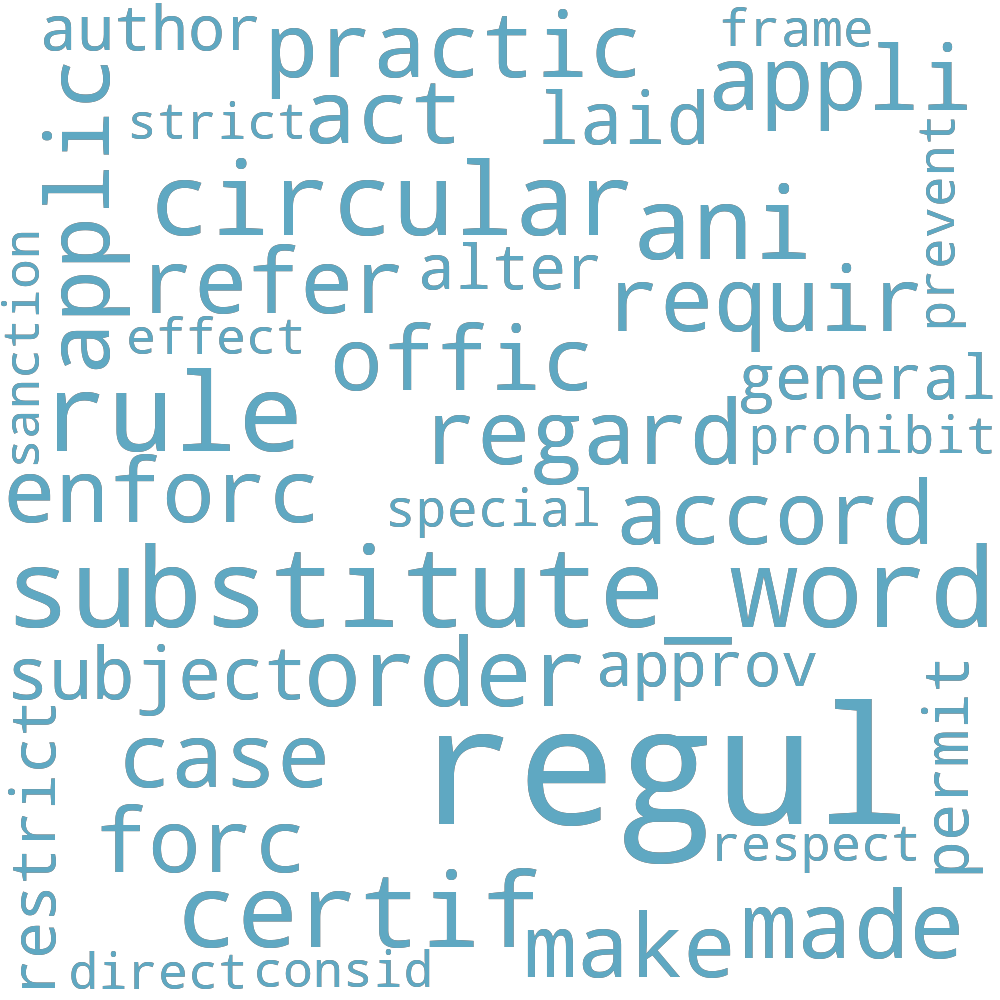 author
practic
frame
appli
applic
strict
act
laid
prevent
circular
ani
sanction
refer
alter
requir
effect
offic
general
rule
regard
prohibit
enforc
special
accord
substitute_word
subject
order
approv
permit
restrict
case
regul
forc
respect
certif
make
made
direct
consid